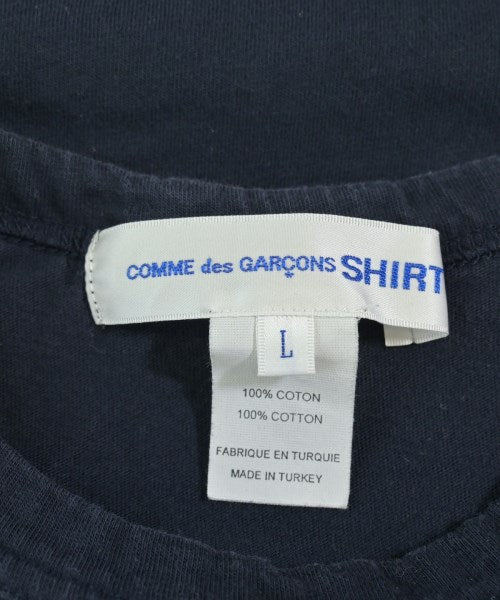 COMME des GARÇONS SHIRT
L
100% COTON
100% COTTON
FABRIQUE EN TURQUIE
MADE IN TURKEY